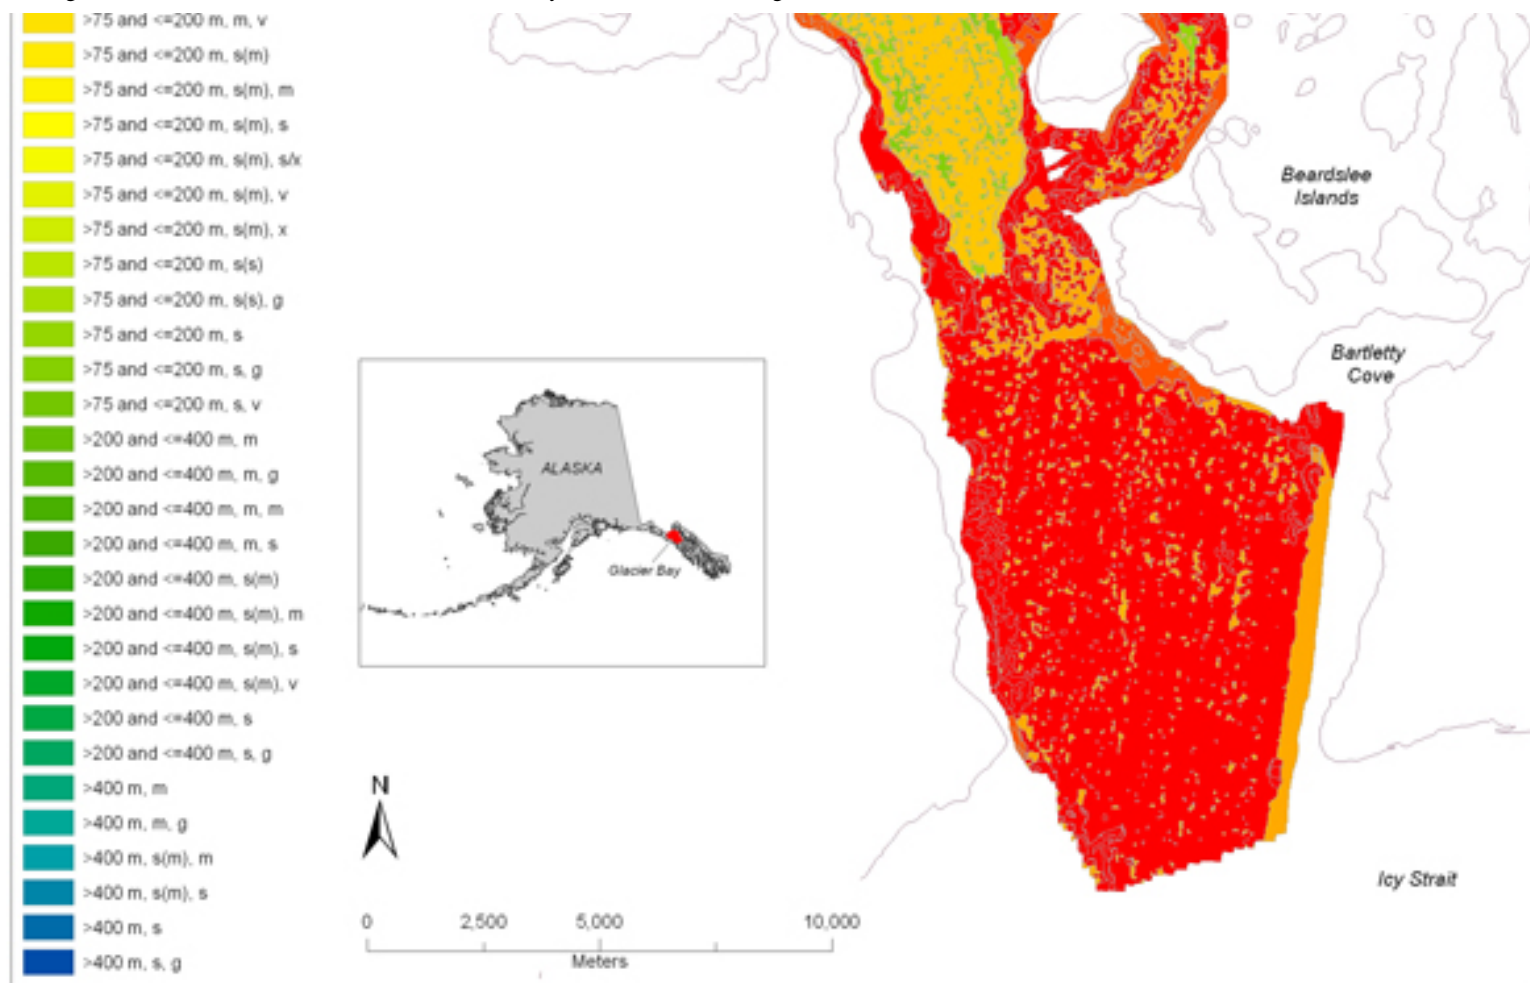 >75 and <=200 m, m, v
>75 and <=200 m, s(m)
>75 and <=200 m, s(m), m
>75 and <=200 m, s(m), s
>75 and <=200 m, s(m), s/x
>75 and <=200 m, s(m), v
>75 and <=200 m, s(m), x
>75 and <=200 m, s(s)
>75 and <=200 m, s(s), g
>75 and <=200 m, s
>75 and <=200 m, s, g
>75 and <=200 m, s, v
>200 and <=400 m, m
>200 and <=400 m, m, g
>200 and <=400 m, m, m
>200 and <=400 m, m, s
>200 and <=400 m, s(m)
>200 and <=400 m, s(m), m
>200 and <=400 m, s(m), s
>200 and <=400 m, s(m), v
>200 and <=400 m, s
>200 and <=400 m, s, g
>400 m, m
>400 m, m, g
>400 m, s(m), m
>400 m, s(m), s
>400 m, s
>400 m, s, g
ALASKA
Glacier Bay
N
0 2,500 5,000 10,000
Meters
Beardslee
Islands
Bartletty
Cove
Icy Strait